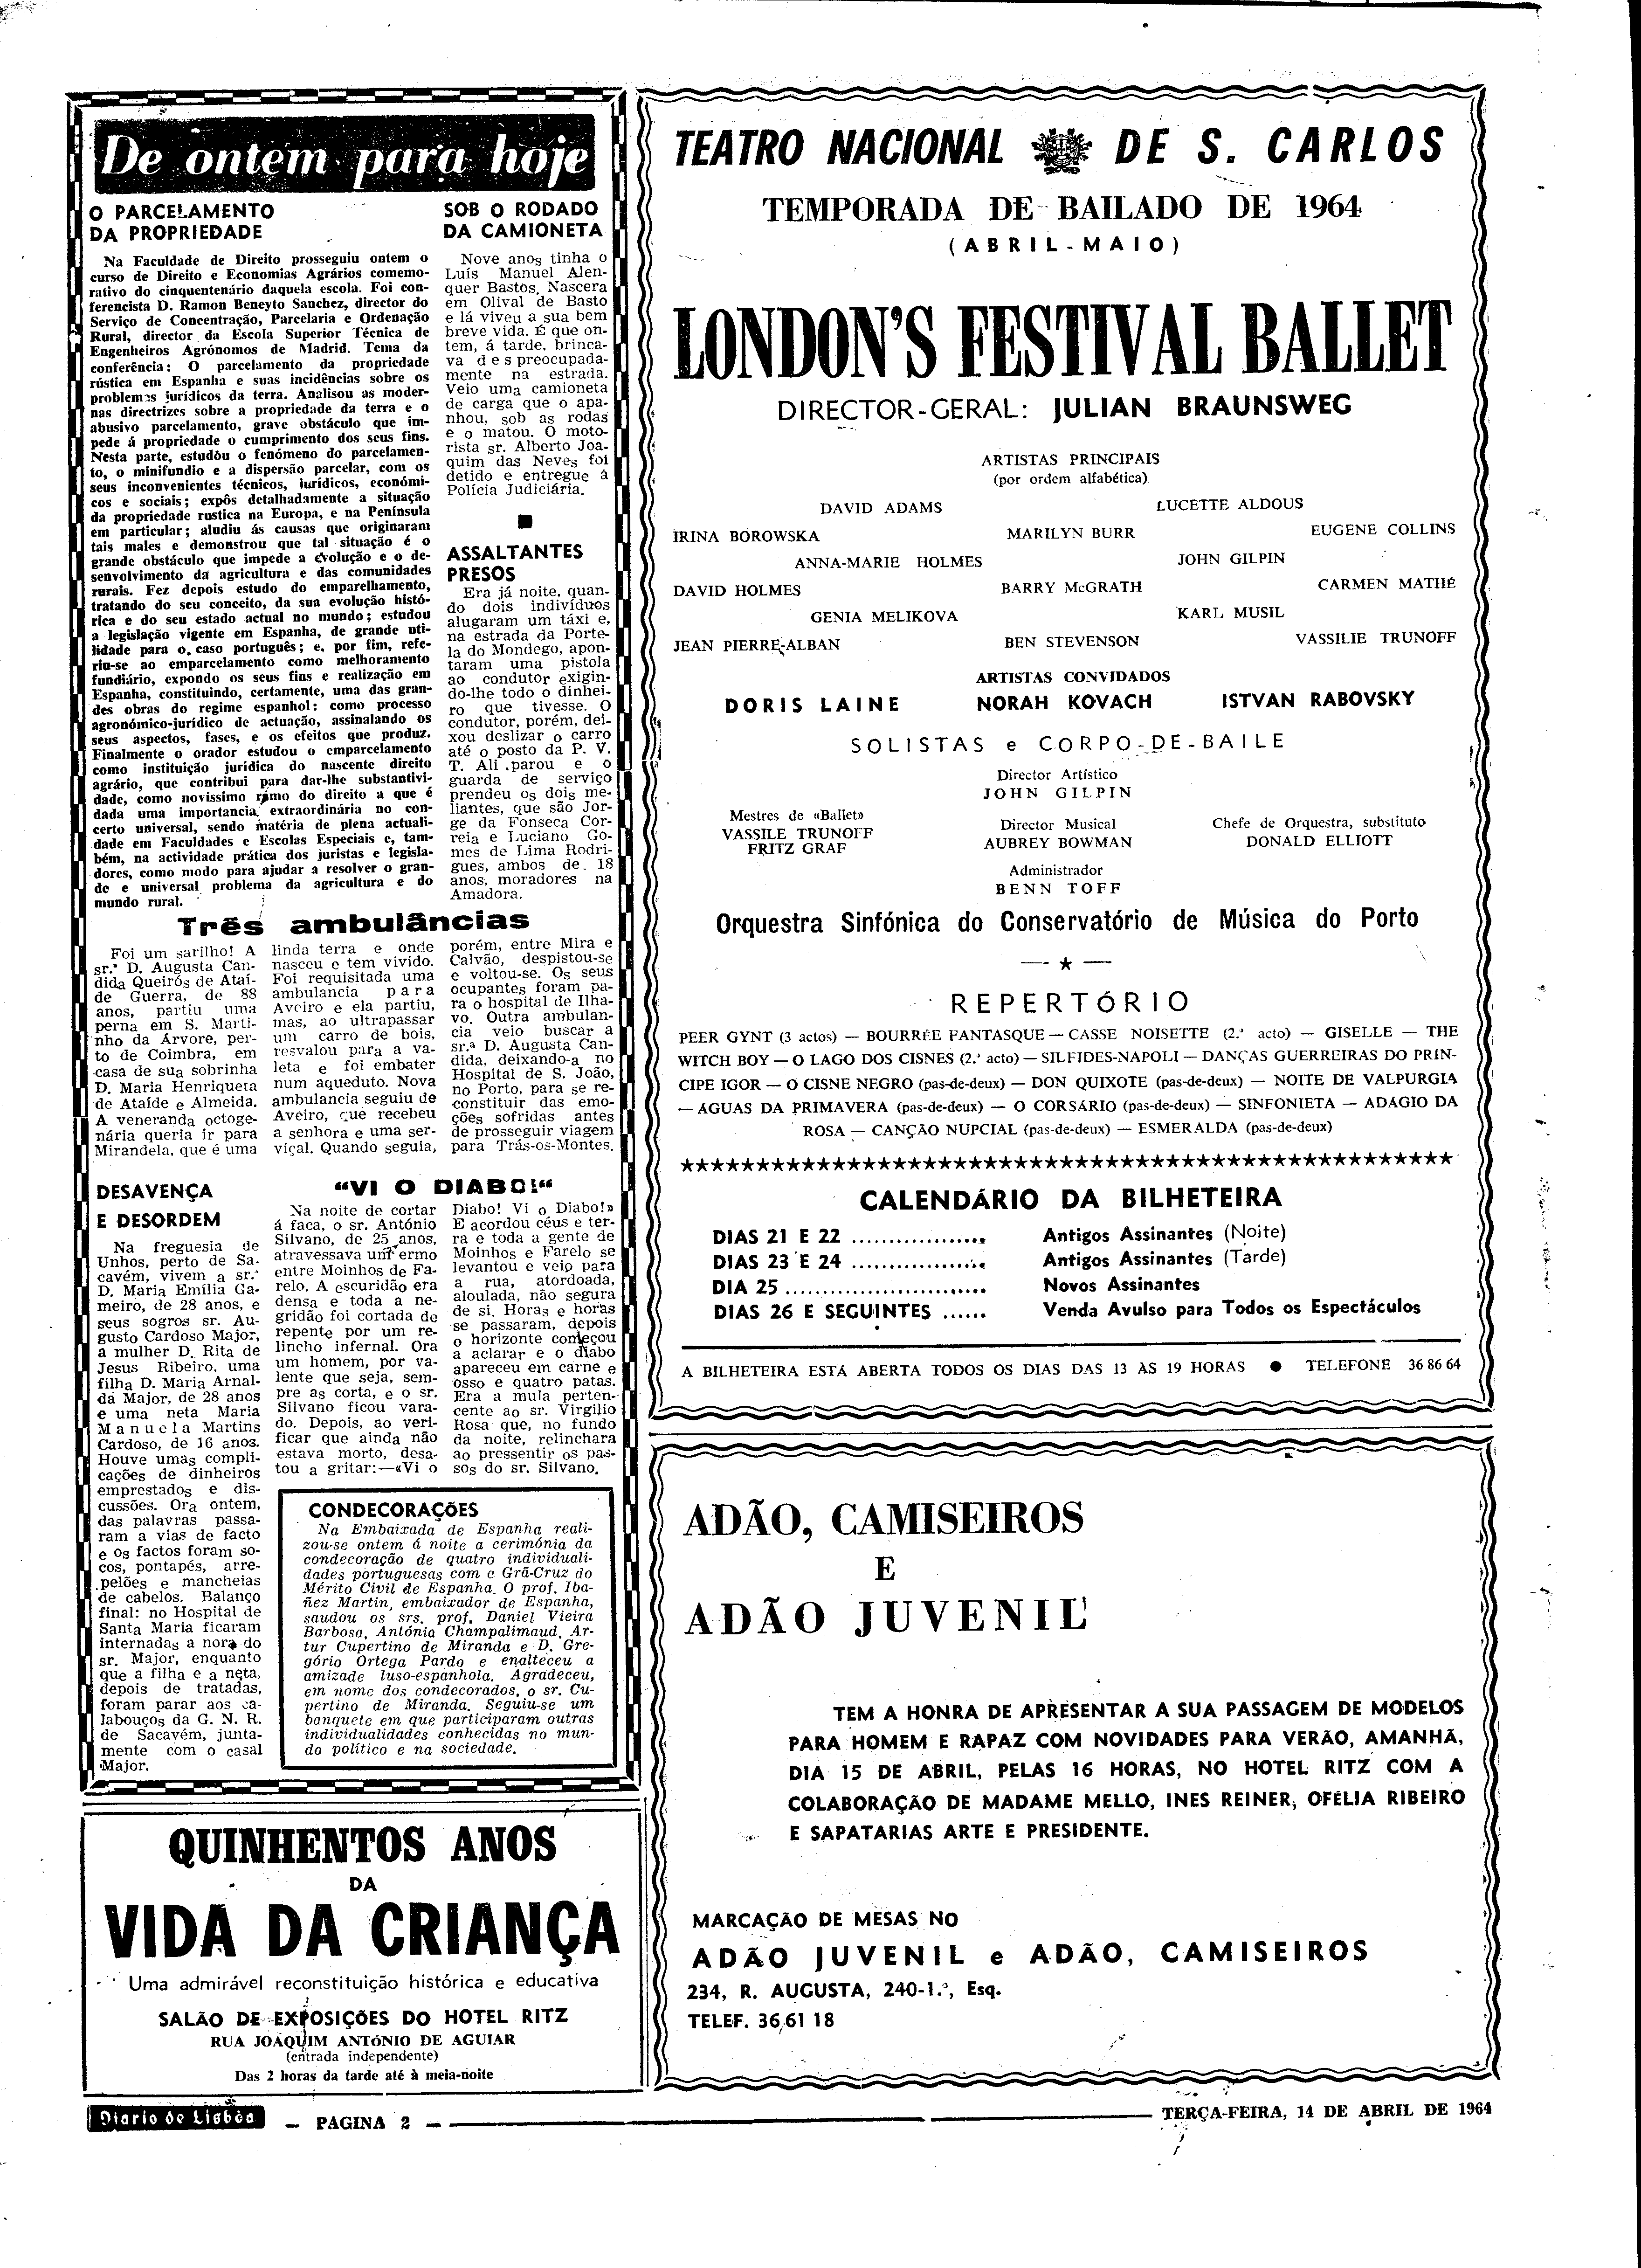 De ontem para hoje
O PARCELAMENTO
DA PROPRIEDADE
Na Faculdade de Direito prosseguiu ontem o
curso de Direito e Economias Agrários comemo-
rativo do cinquentenário daquela escola. Foi con-
ferencista D. Ramon Beneyto Sanchez, director do
Serviço de Concentração, Parcelaria e Ordenação
Rural, director da Escola Superior Técnica de
Engenheiros Agrónomos de Madrid. Tema da
conferência: O parcelamento da propriedade
rústica em Espanha e suas incidências sobre os
problemas jurídicos da terra. Analisou as moder-
nas directrizes sobre a propriedade da terra e o
abusivo parcelamento, grave obstáculo que im-
pede á propriedade o cumprimento dos seus fins.
Nesta parte, estudou o fenómeno do parcelamen-
to, o minifundio e a dispersão parcelar, com os
seus inconvenientes técnicos, jurídicos, económi-
cos e sociais; expôs detalhadamente a situação
da propriedade rustica na Europa, e na Península
em particular; aludiu ás causas que originaram
tais males e demonstrou que tal situação é o
grande obstáculo que impede a evolução e o de-
senvolvimento da agricultura e das comunidades
rurais. Fez depois estudo do emparelhamento,
tratando do seu conceito, da sua evolução histó-
rica e do seu estado actual no mundo; estudou
a legislação vigente em Espanha, de grande uti-
lidade para o caso português; e, por fim, refe-
riu-se ao emparcelamento como melhoramento
fundiário, expondo os seus fins e realização em
Espanha, constituindo, certamente, uma das gran-
des obras do regime espanhol: como processo
agronómico-jurídico de actuação, assinalando os
seus aspectos, fases, e os efeitos que produz.
Finalmente o orador estudou o emparcelamento
como instituição jurídica do nascente direito
agrário, que contribui para dar-lhe substantivi-
dade, como novíssimo ramo do direito a que é
dada uma importancia extraordinária no con-
certo universal, sendo matéria de plena actuali-
dade em Faculdades e Escolas Especiais e, tam-
bém, na actividade prática dos juristas e legisla-
dores, como modo para ajudar a resolver o gran-
de e universal problema da agricultura e do
mundo rural.
SOB O RODADO
DA CAMIONETA
Nove anos tinha o
Luís Manuel Alen-
quer Bastos. Nascera
em Olival de Basto
e lá viveu a sua bem
breve vida. É que on-
tem, á tarde, brinca-
va despreocupada-
mente na estrada.
Veio uma camioneta
de carga que o apa-
nhou, sob as rodas
e o matou. O moto-
rista sr. Alberto Joa-
quim das Neves foi
detido e entregue à
Polícia Judiciária.
ASSALTANTES
PRESOS
Era já noite, quan-
do dois indivíduos
alugaram um táxi e,
na estrada da Porte-
la do Mondego, apon-
taram uma pistola
ao condutor exigin-
do-lhe todo o dinhei-
ro que tivesse. O
condutor, porém, dei-
xou deslizar o carro
até o posto da P. V.
T. Ali parou e o
guarda de serviço
prendeu os dois me-
liantes, que são Jor-
ge da Fonseca Cor-
reia e Luciano Go-
mes de Lima Rodri-
gues, ambos de 18
anos, moradores na
Amadora.
Três ambulâncias
Foi um sarilho! A
sr.ª D. Augusta Can-
dida Queirós de Ataí-
de Guerra, de 88
anos, partiu uma
perna em S. Marti-
nho da Árvore, per-
to de Coimbra, em
casa de sua sobrinha
D. Maria Henriqueta
de Ataíde e Almeida.
A veneranda octoge-
nária queria ir para
Mirandela, que é uma
linda terra e onde
nasceu e tem vivido.
Foi requisitada uma
ambulancia para
Aveiro e ela partiu,
mas, ao ultrapassar
um carro de bois,
resvalou para a va-
leta e foi embater
num aqueduto. Nova
ambulancia seguiu de
Aveiro, que recebeu
a senhora e uma ser-
viçal. Quando seguia,
porém, entre Mira e
Calvão, despistou-se
e voltou-se. Os seus
ocupantes foram pa-
ra o hospital de Ilha-
vo. Outra ambulan-
cia veio buscar a
sr.ª D. Augusta Can-
dida, deixando-a no
Hospital de S. João,
no Porto, para se re-
constituir das emo-
ções sofridas antes
de prosseguir viagem
para Trás-os-Montes.
DESAVENÇA
E DESORDEM
Na freguesia de
Unhos, perto de Sa-
cavém, vivem a sr.ª
D. Maria Emília Ga-
meiro, de 28 anos, e
seus sogros sr. Au-
gusto Cardoso Major,
a mulher D. Rita de
Jesus Ribeiro, uma
filha D. Maria Arnal-
da Major, de 28 anos
e uma neta Maria
Manuela Martins
Cardoso, de 16 anos.
Houve umas compli-
cações de dinheiros
emprestados e dis-
cussões. Ora ontem,
das palavras passa-
ram a vias de facto
e os factos foram so-
cos, pontapés, arre-
pelões e mancheias
de cabelos. Balanço
final: no Hospital de
Santa Maria ficaram
internadas a nora do
sr. Major, enquanto
que a filha e a neta,
depois de tratadas,
foram parar aos ca-
labouços da G. N. R.
de Sacavém, junta-
mente com o casal
Major.
“VI O DIABO!“
Na noite de cortar
á faca, o sr. António
Silvano, de 25 anos,
atravessava um ermo
entre Moinhos de Fa-
relo. A escuridão era
densa e toda a ne-
gridão foi cortada de
repente por um re-
lincho infernal. Ora
um homem, por va-
lente que seja, sem-
pre as corta, e o sr.
Silvano ficou vara-
do. Depois, ao veri-
ficar que ainda não
estava morto, desa-
tou a gritar:—«Vi o
Diabo! Vi o Diabo!»
E acordou céus e ter-
ra e toda a gente de
Moinhos e Farelo se
levantou e veio para
a rua, atordoada,
aloulada, não segura
de si. Horas e horas
se passaram, depois
o horizonte começou
a aclarar e o diabo
apareceu em carne e
osso e quatro patas.
Era a mula perten-
cente ao sr. Virgílio
Rosa que, no fundo
da noite, relinchara
ao pressentir os pas-
sos do sr. Silvano.
CONDECORAÇÕES
Na Embaixada de Espanha reali-
zou-se ontem á noite a cerimónia da
condecoração de quatro individuali-
dades portuguesas com a Grã-Cruz do
Mérito Civil de Espanha. O prof. Iba-
ñez Martin, embaixador de Espanha,
saudou os srs. prof. Daniel Vieira
Barbosa, Antónia Champalimaud, Ar-
tur Cupertino de Miranda e D. Gre-
gório Ortega Pardo e enalteceu a
amizade luso-espanhola. Agradeceu,
em nome dos condecorados, o sr. Cu-
pertino de Miranda. Seguiu-se um
banquete em que participaram outras
individualidades conhecidas no mun-
do político e na sociedade.
QUINHENTOS ANOS
DA
VIDA DA CRIANÇA
Uma admirável reconstituição histórica e educativa
SALÃO DE EXPOSIÇÕES DO HOTEL RITZ
RUA JOAQUIM ANTÓNIO DE AGUIAR
(entrada independente)
Das 2 horas da tarde até à meia-noite
TEATRO NACIONAL DE S. CARLOS
TEMPORADA DE BAILADO DE 1964
(ABRIL-MAIO)
LONDON'S FESTIVAL BALLET
DIRECTOR-GERAL: JULIAN BRAUNSWEG
ARTISTAS PRINCIPAIS
(por ordem alfabética)
DAVID ADAMS LUCETTE ALDOUS
IRINA BOROWSKA MARILYN BURR EUGENE COLLINS
ANNA-MARIE HOLMES JOHN GILPIN
DAVID HOLMES BARRY McGRATH CARMEN MATHÉ
GENIA MELIKOVA KARL MUSIL
JEAN PIERRE-ALBAN BEN STEVENSON VASSILIE TRUNOFF
ARTISTAS CONVIDADOS
DORIS LAINE NORAH KOVACH ISTVAN RABOVSKY
SOLISTAS e CORPO-DE-BAILE
Director Artístico
JOHN GILPIN
Mestres de «Ballet»
VASSILE TRUNOFF
FRITZ GRAF
Director Musical
AUBREY BOWMAN
Chefe de Orquestra, substituto
DONALD ELLIOTT
Administrador
BENN TOFF
Orquestra Sinfónica do Conservatório de Música do Porto
— ★ —
REPERTÓRIO
PEER GYNT (3 actos) — BOURRÉE FANTASQUE — CASSE NOISETTE (2.º acto) — GISELLE — THE
WITCH BOY — O LAGO DOS CISNES (2.º acto) — SILFIDES-NAPOLI — DANÇAS GUERREIRAS DO PRIN-
CIPE IGOR — O CISNE NEGRO (pas-de-deux) — DON QUIXOTE (pas-de-deux) — NOITE DE VALPURGIA
— ÁGUAS DA PRIMAVERA (pas-de-deux) — O CORSÁRIO (pas-de-deux) — SINFONIETA — ADÁGIO DA
ROSA — CANÇÃO NUPCIAL (pas-de-deux) — ESMERALDA (pas-de-deux)
CALENDÁRIO DA BILHETEIRA
DIAS 21 E 22 .................. Antigos Assinantes (Noite)
DIAS 23 E 24 .................. Antigos Assinantes (Tarde)
DIA 25 ........................... Novos Assinantes
DIAS 26 E SEGUINTES ...... Venda Avulso para Todos os Espectáculos
A BILHETEIRA ESTÁ ABERTA TODOS OS DIAS DAS 13 ÀS 19 HORAS ● TELEFONE 36 86 64
ADÃO, CAMISEIROS
E
ADÃO JUVENIL
TEM A HONRA DE APRESENTAR A SUA PASSAGEM DE MODELOS
PARA HOMEM E RAPAZ COM NOVIDADES PARA VERÃO, AMANHÃ,
DIA 15 DE ABRIL, PELAS 16 HORAS, NO HOTEL RITZ COM A
COLABORAÇÃO DE MADAME MELLO, INES REINER, OFÉLIA RIBEIRO
E SAPATARIAS ARTE E PRESIDENTE.
MARCAÇÃO DE MESAS NO
ADÃO JUVENIL e ADÃO, CAMISEIROS
234, R. AUGUSTA, 240-1.º, Esq.
TELEF. 36 61 18
Diario de Lisbôa — PAGINA 2 — TERÇA-FEIRA, 14 DE ABRIL DE 1964